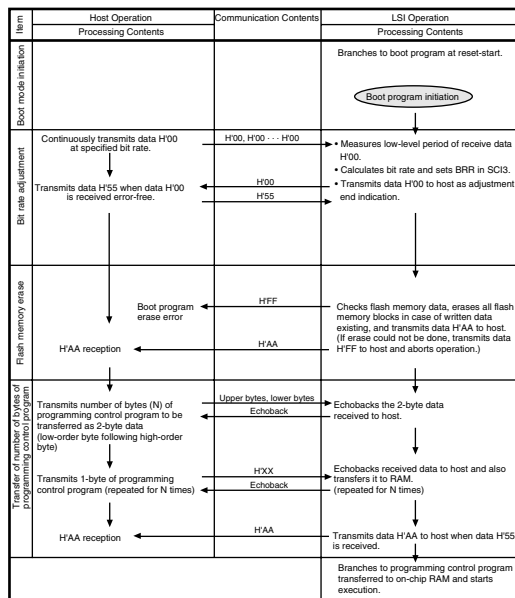 Item
Host Operation
Communication Contents
LSI Operation
Processing Contents
Processing Contents
Boot mode initiation
Branches to boot program at reset-start.
Boot program initiation
Bit rate adjustment
Continuously transmits data H'00
at specified bit rate.
H'00, H'00 · · · H'00
• Measures low-level period of receive data
H'00.
• Calculates bit rate and sets BRR in SCI3.
• Transmits data H'00 to host as adjustment
end indication.
Transmits data H'55 when data H'00
is received error-free.
H'00
H'55
Flash memory erase
Boot program
erase error
H'FF
Checks flash memory data, erases all flash
memory blocks in case of written data
existing, and transmits data H'AA to host.
(If erase could not be done, transmits data
H'FF to host and aborts operation.)
H'AA reception
H'AA
Transfer of number of bytes of
programming control program
Transmits number of bytes (N) of
programming control program to be
transferred as 2-byte data
(low-order byte following high-order
byte)
Upper bytes, lower bytes
Echoback
Echobacks the 2-byte data
received to host.
Transmits 1-byte of programming
control program (repeated for N times)
H'XX
Echoback
Echobacks received data to host and also
transfers it to RAM.
(repeated for N times)
H'AA reception
H'AA
Transmits data H'AA to host when data H'55
is received.
Branches to programming control program
transferred to on-chip RAM and starts
execution.